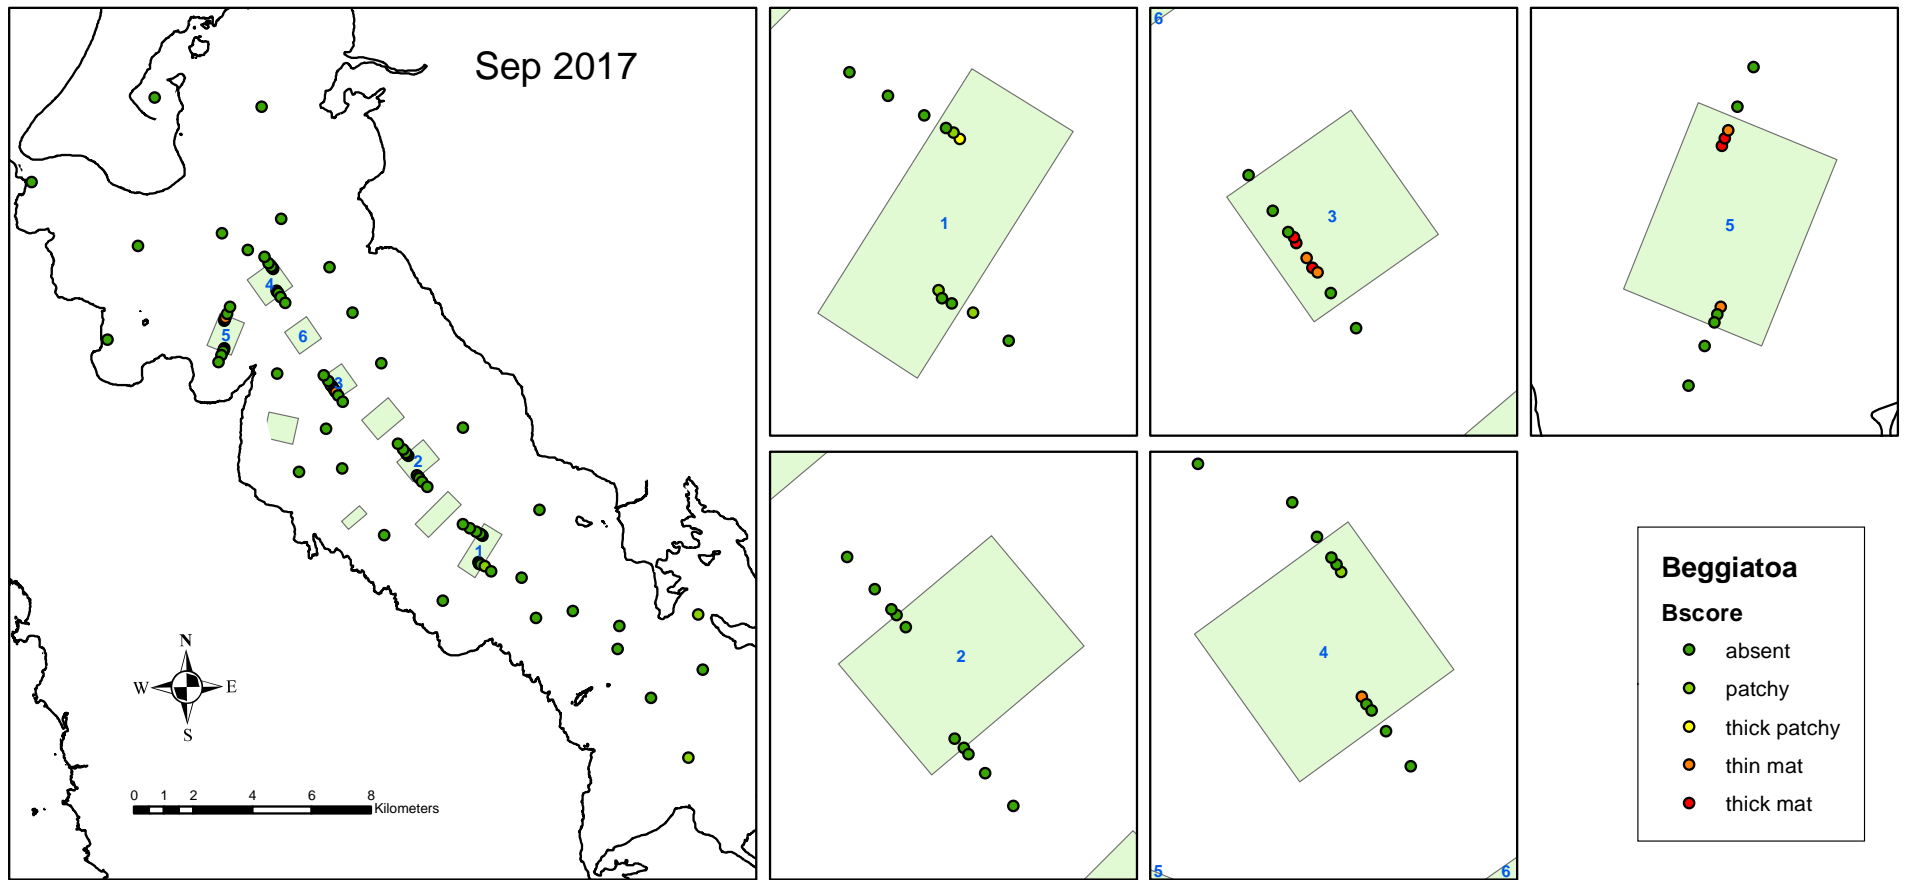 Sep 2017
4
5
6
3
2
1
N
W
E
S
0 1 2 4 6 8
Kilometers
1
6
3
5
2
4
5
6
Beggiatoa
Bscore
absent
patchy
thick patchy
thin mat
thick mat